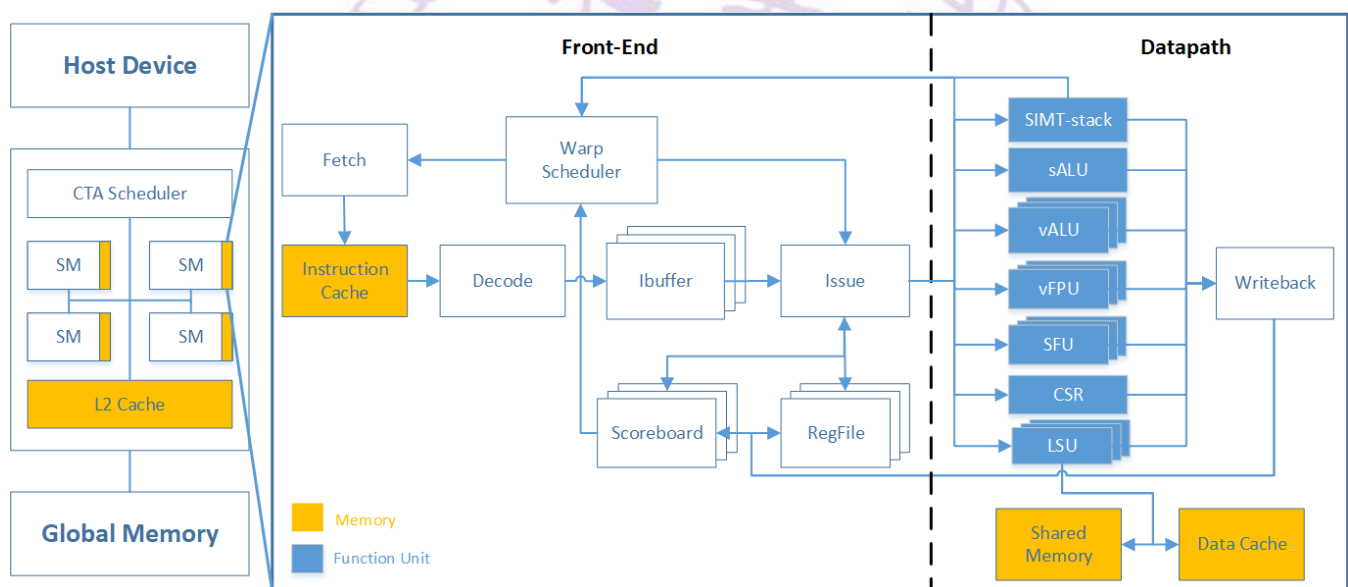 Host Device
CTA Scheduler
SM
SM
SM
SM
L2 Cache
Global Memory
Front-End
Datapath
Fetch
Warp
Scheduler
Instruction
Cache
Decode
Ibuffer
Issue
Scoreboard
RegFile
Memory
Function Unit
SIMT-stack
sALU
vALU
vFPU
SFU
CSR
LSU
Writeback
Shared
Memory
Data Cache